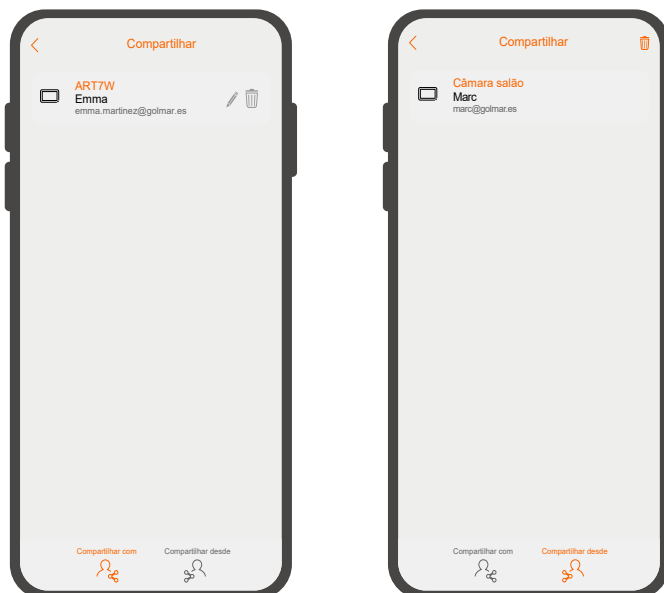 Compartilhar
ART7W
Emma
emma.martinez@golmar.es
Compartilhar com
Compartilhar desde
Compartilhar
Câmara salão
Marc
marc@golmar.es
Compartilhar com
Compartilhar desde